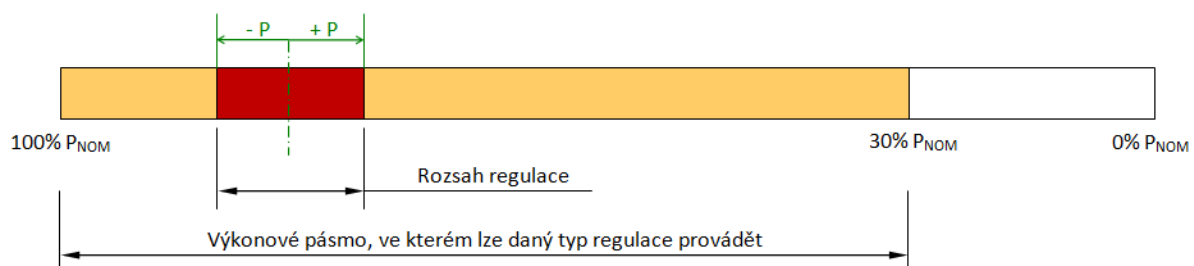 - P + P
100% PNOM 30% PNOM 0% PNOM
Rozsah regulace
Výkonové pásmo, ve kterém lze daný typ regulace provádět